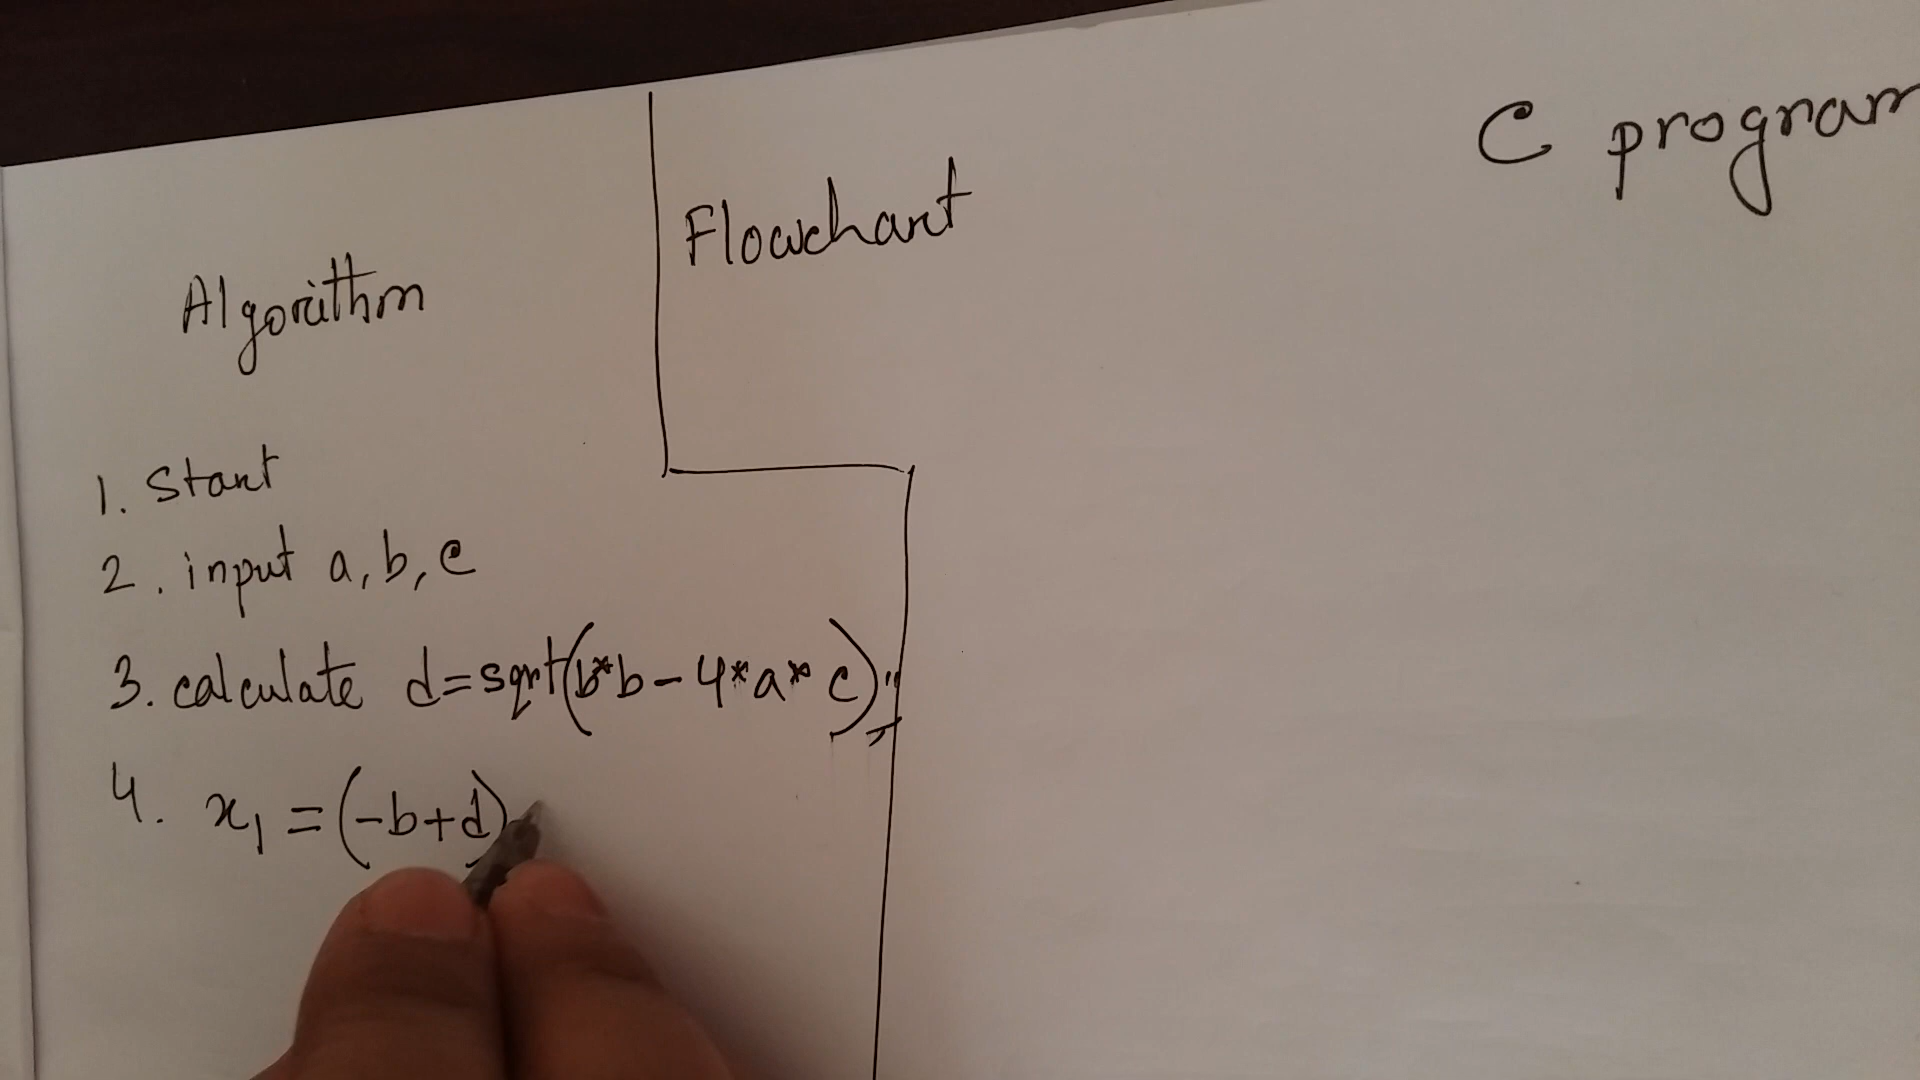 C program
Flowchart
Algorithm
1. Start
2. input a, b, c
3. calculate d=sqrt(b*b-4*a*c);
4. x₁ = (-b+d)